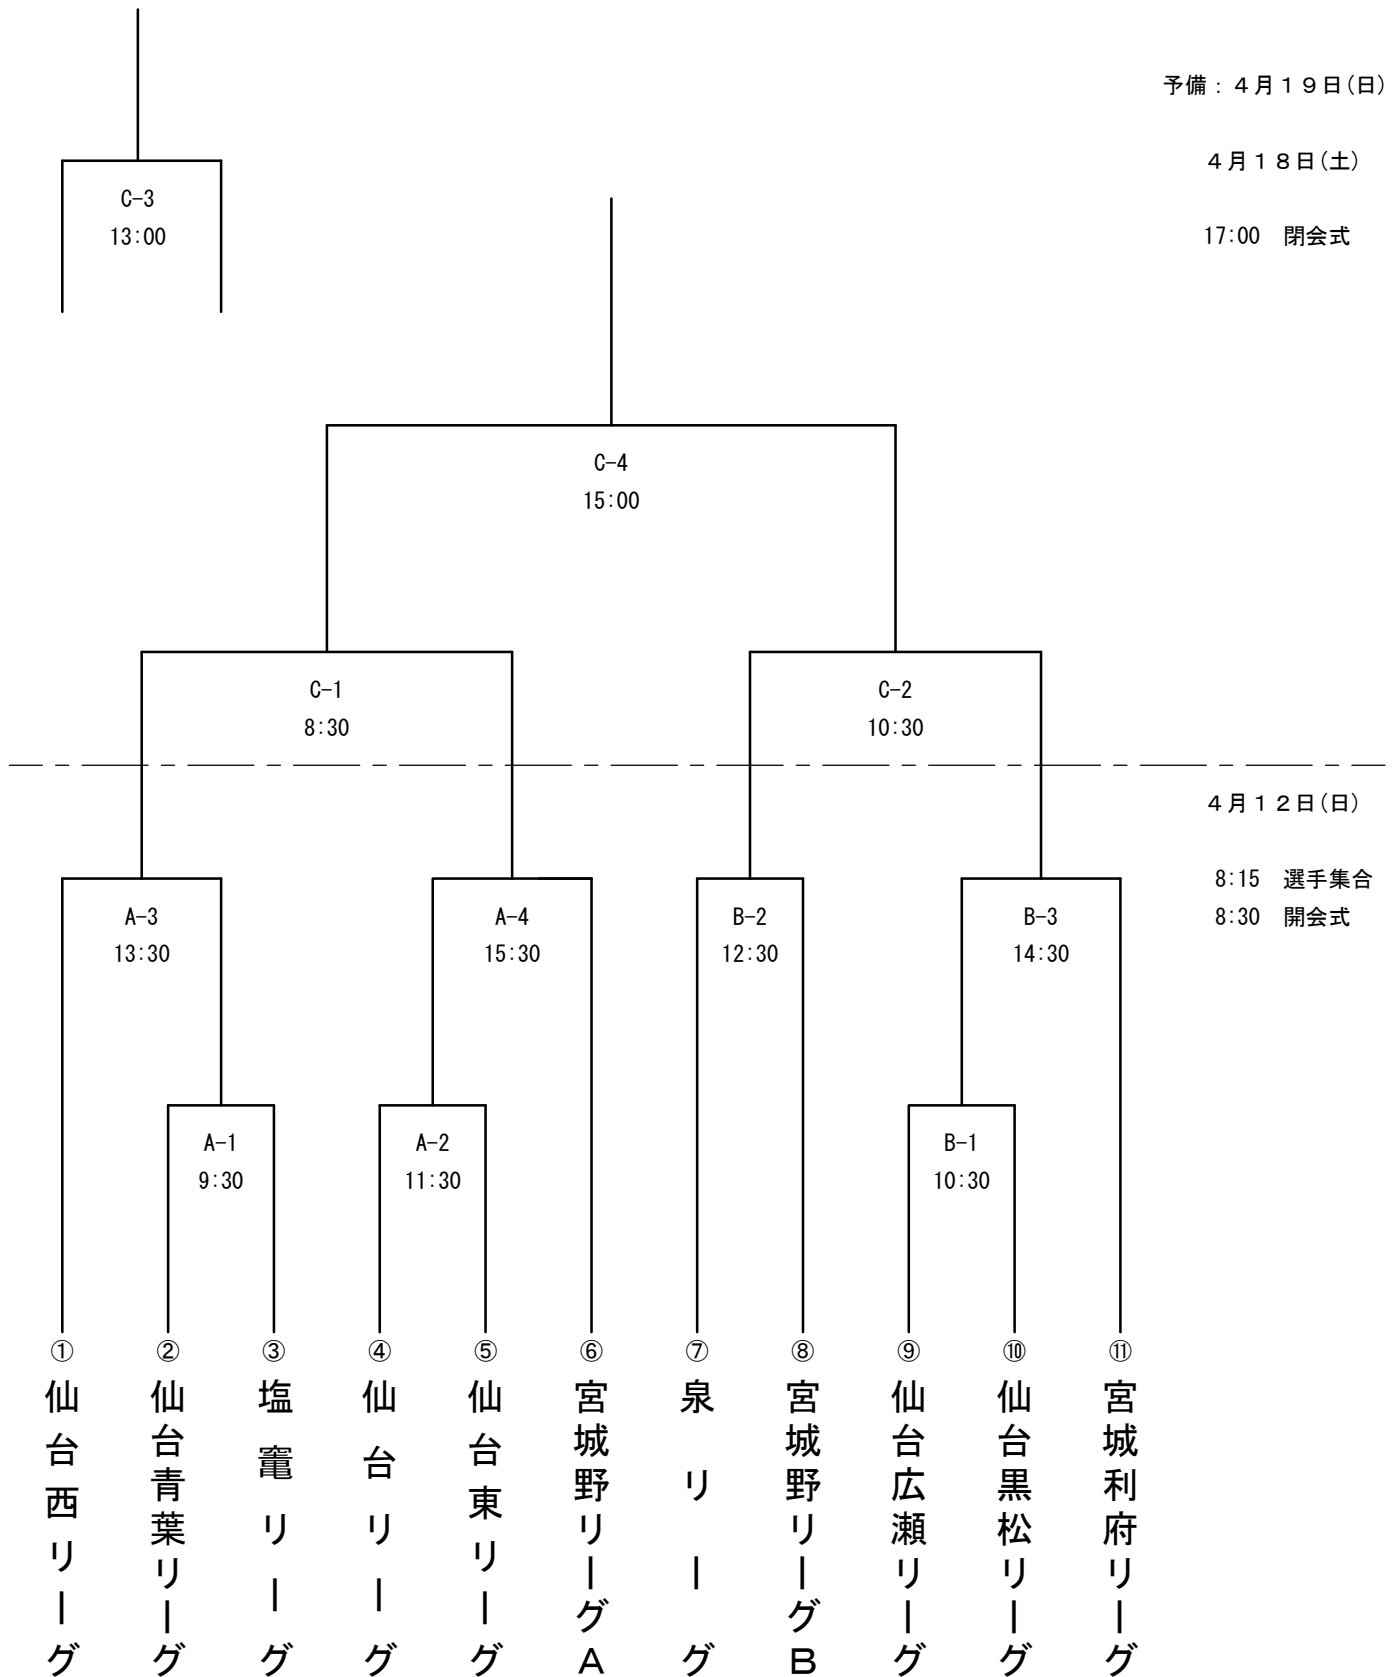 予備：４月１９日(日)
４月１８日(土)
C-3
13:00
17:00　閉会式
C-4
15:00
C-1
8:30
C-2
10:30
４月１２日(日)
8:15　選手集合
8:30　開会式
A-3
13:30
A-4
15:30
B-2
12:30
B-3
14:30
A-1
9:30
A-2
11:30
B-1
10:30
①仙台西リーグ
②仙台青葉リーグ
③塩竈リーグ
④仙台リーグ
⑤仙台東リーグ
⑥宮城野リーグＡ
⑦泉リーグ
⑧宮城野リーグＢ
⑨仙台広瀬リーグ
⑩仙台黒松リーグ
⑪宮城利府リーグ